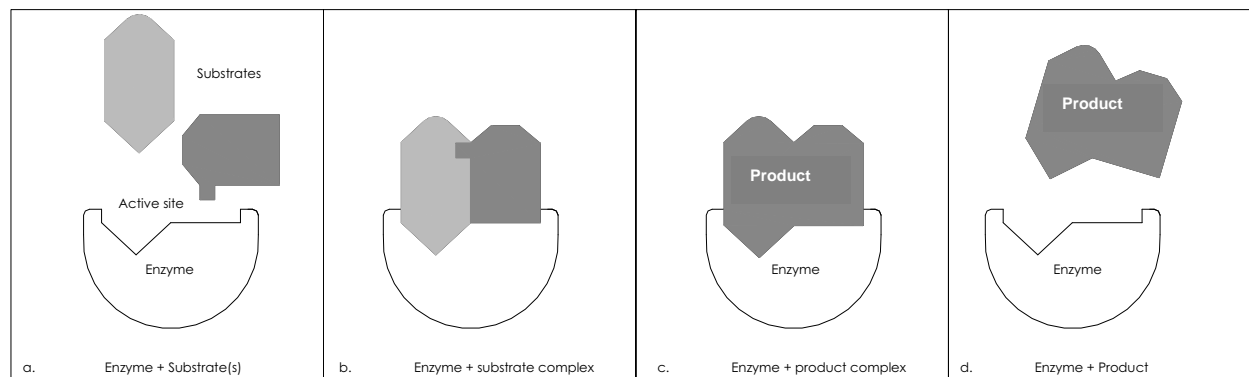 Substrates
Active site
Enzyme
a. Enzyme + Substrate(s)
b. Enzyme + substrate complex
Product
Enzyme
c. Enzyme + product complex
Product
Enzyme
d. Enzyme + Product